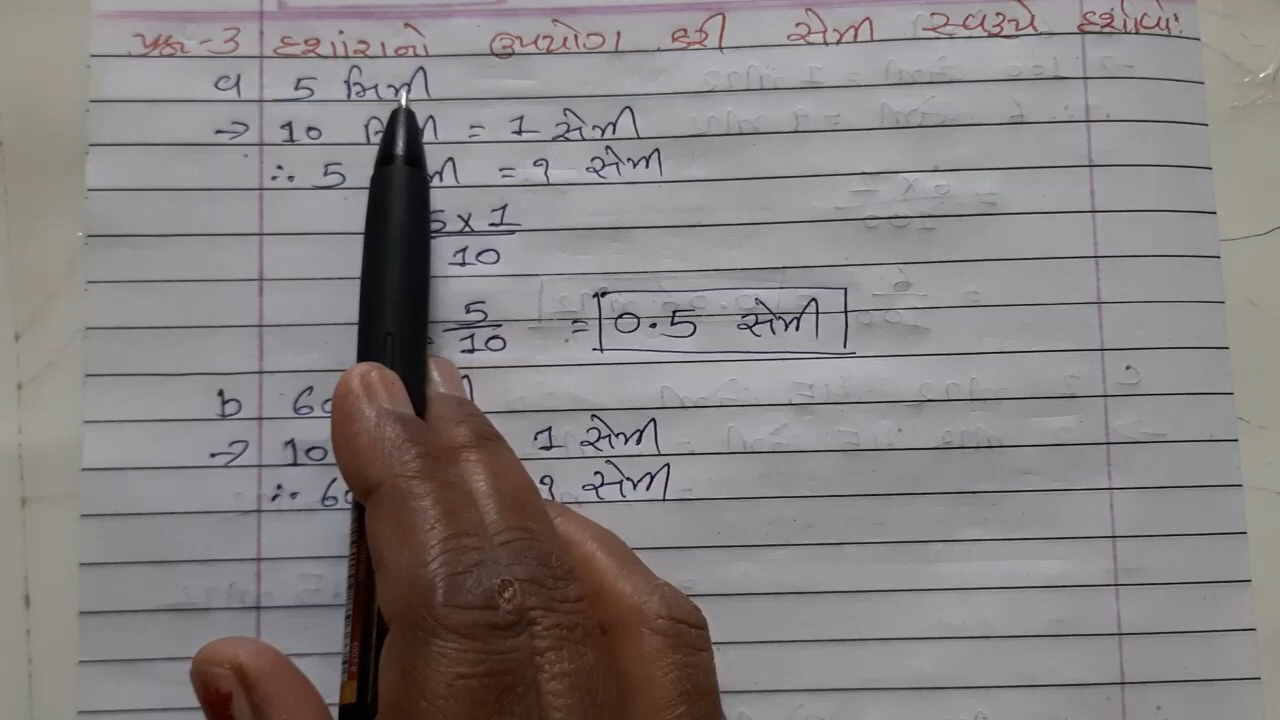 પ્રશ્ન-3 દશાંશનો ઉપયોગ કરી સેમી સ્વરૂપે દર્શાવો:
a 5 મિમી
→ 10 = 1 સેમી
∴ 5 = ? સેમી
5 x 1
10
5
10
= 0.5 સેમી
b
→ 10 1 સેમી
∴ ? સેમી